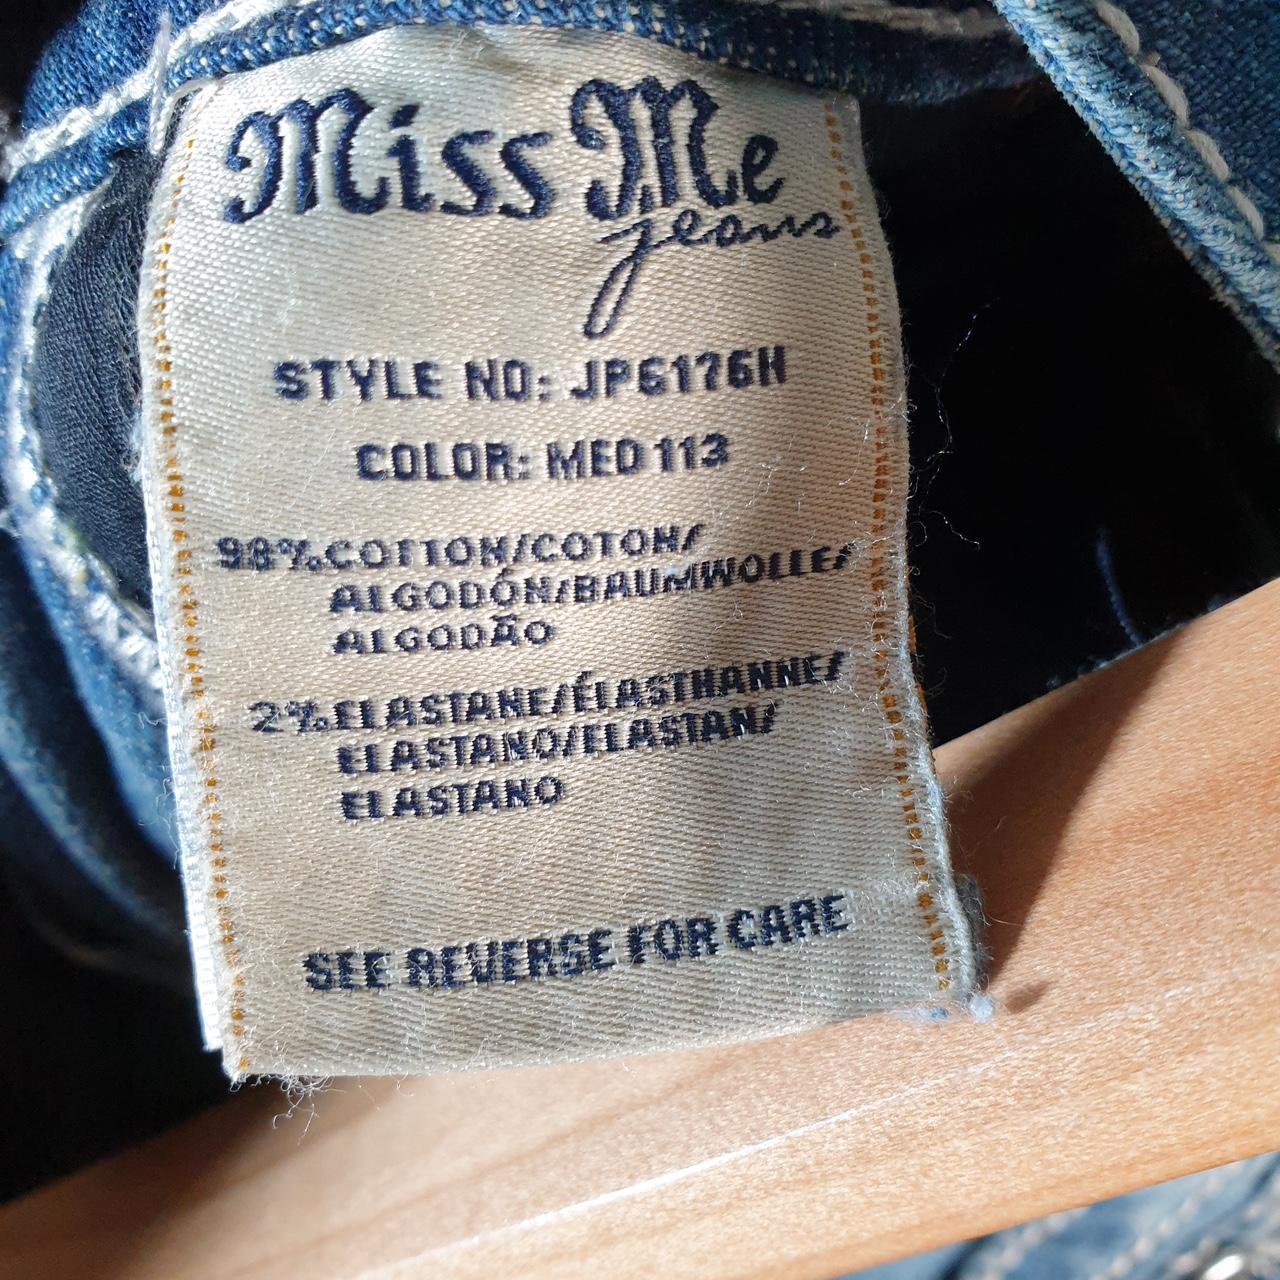 Miss Me
jeans
STYLE NO: JP6176H
COLOR: MED 113
98% COTTON/COTON/
ALGODÓN/BAUMWOLLE/
ALGODÃO
2% ELASTANE/ÉLASTHANNE/
ELASTANO/ELASTAN/
ELASTANO
SEE REVERSE FOR CARE